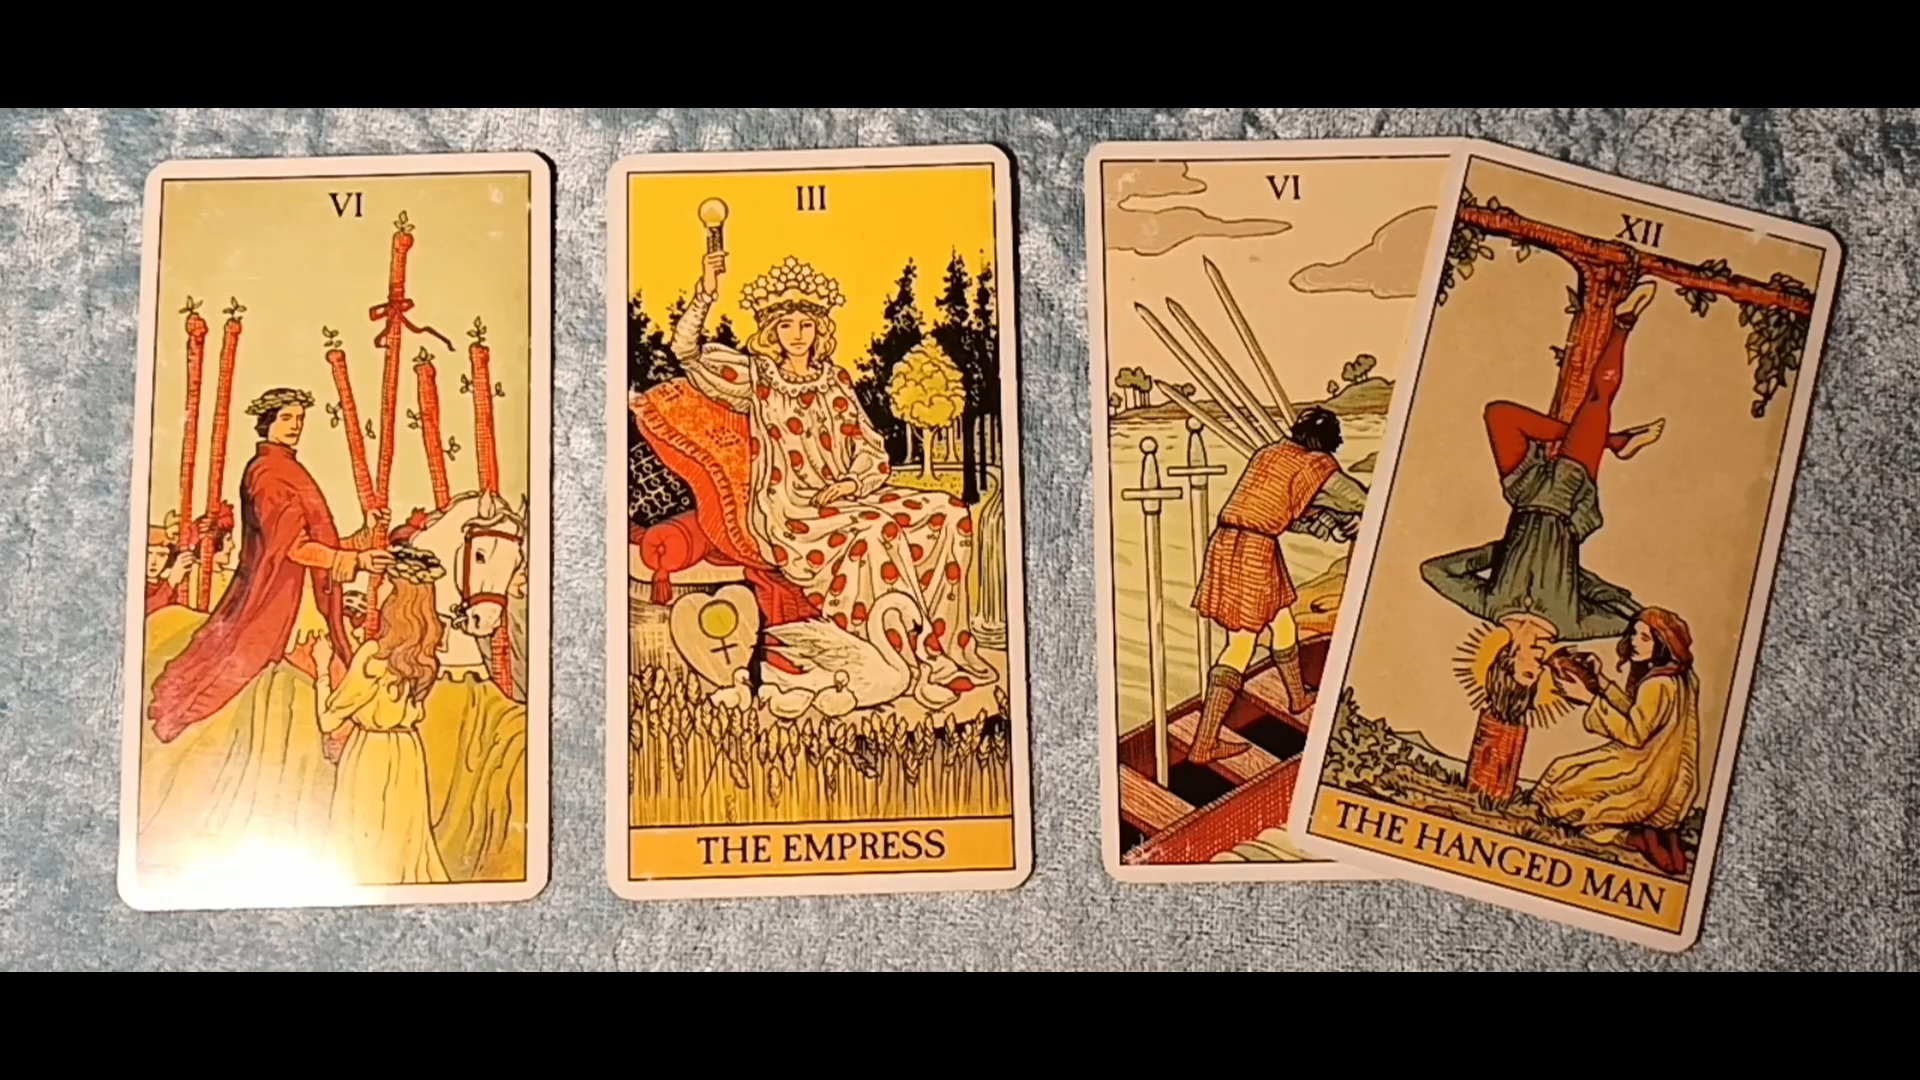 VI
III
THE EMPRESS
VI
XII
THE HANGED MAN